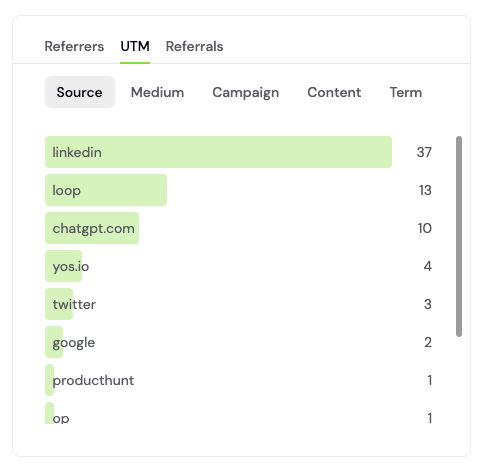 Referrers UTM Referrals
Source Medium Campaign Content Term
linkedin 37
loop 13
chatgpt.com 10
yos.io 4
twitter 3
google 2
producthunt 1
op 1